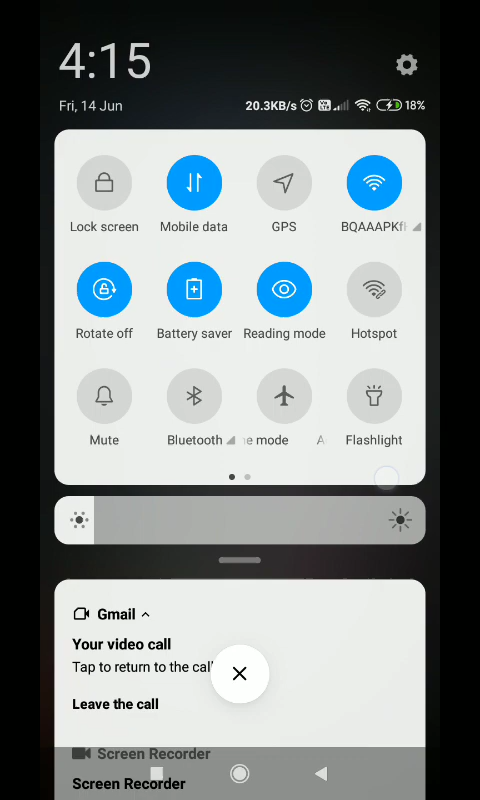 4:15
Fri, 14 Jun
20.3KB/s
18%
Lock screen
Mobile data
GPS
Rotate off
Battery saver
Reading mode
Hotspot
Mute
Bluetooth
mode
Flashlight
Gmail
Your video call
Tap to return to the call
Leave the call
Screen Recorder
Screen Recorder